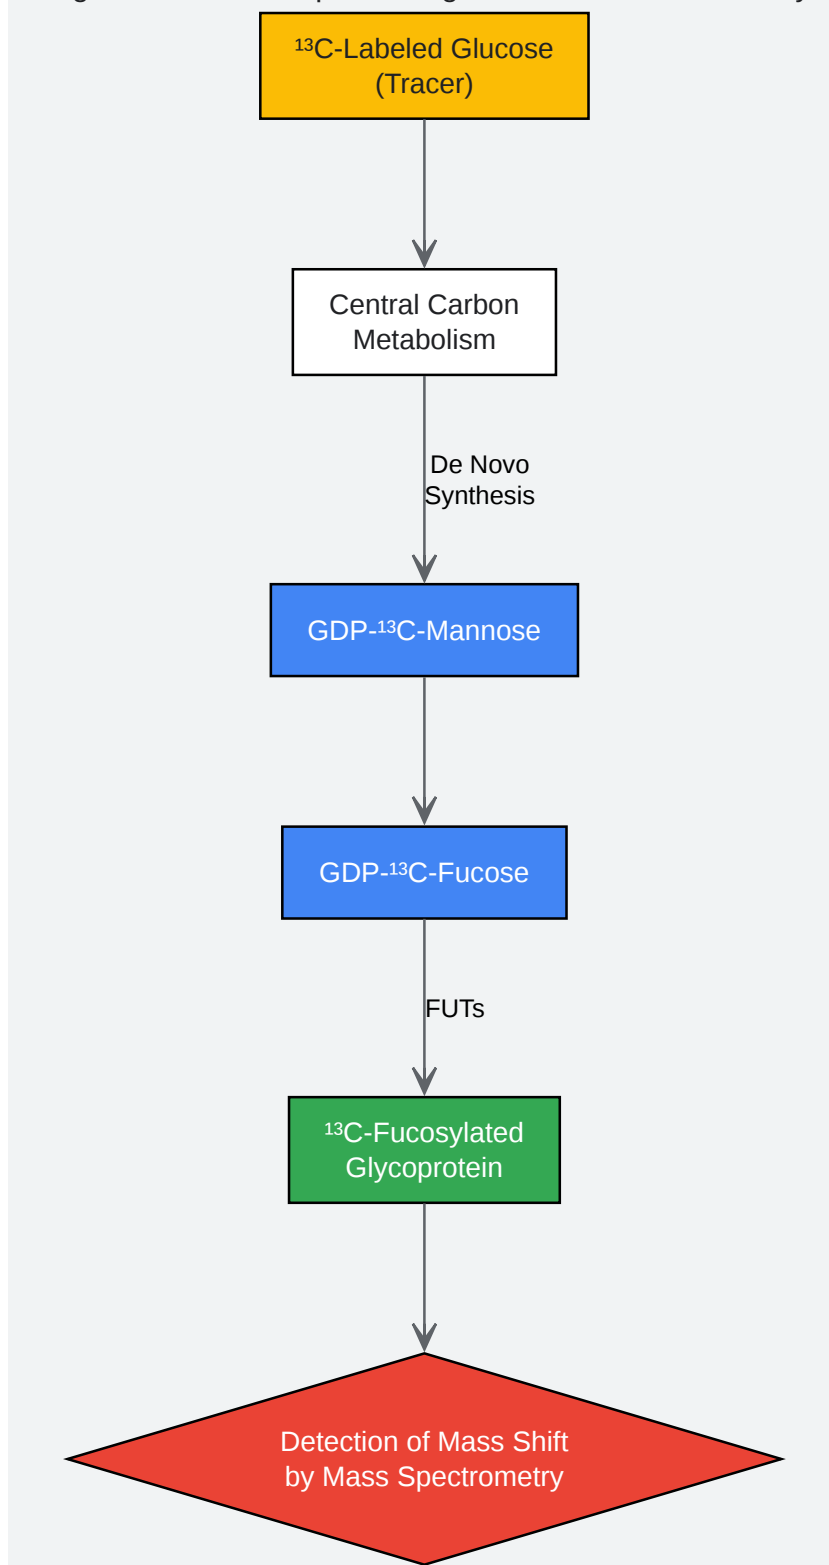 ¹³C-Labeled Glucose
(Tracer)
Central Carbon
Metabolism
De Novo
Synthesis
GDP-¹³C-Mannose
GDP-¹³C-Fucose
FUTs
¹³C-Fucosylated
Glycoprotein
Detection of Mass Shift
by Mass Spectrometry